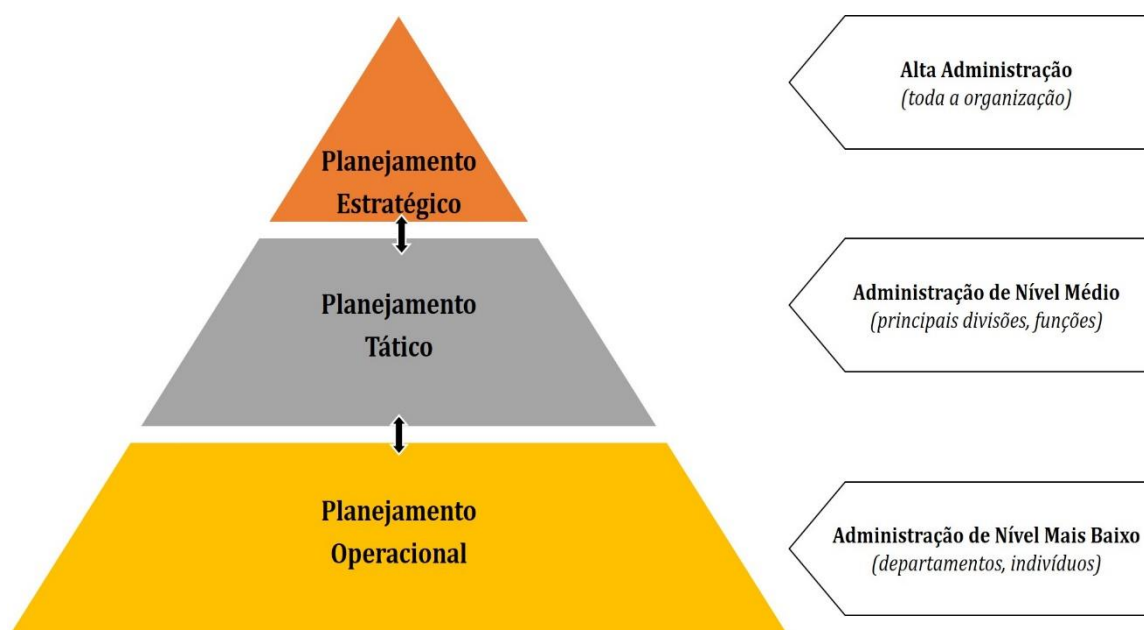 Planejamento
Estratégico
Alta Administração
(toda a organização)
Planejamento
Tático
Administração de Nível Médio
(principais divisões, funções)
Planejamento
Operacional
Administração de Nível Mais Baixo
(departamentos, indivíduos)